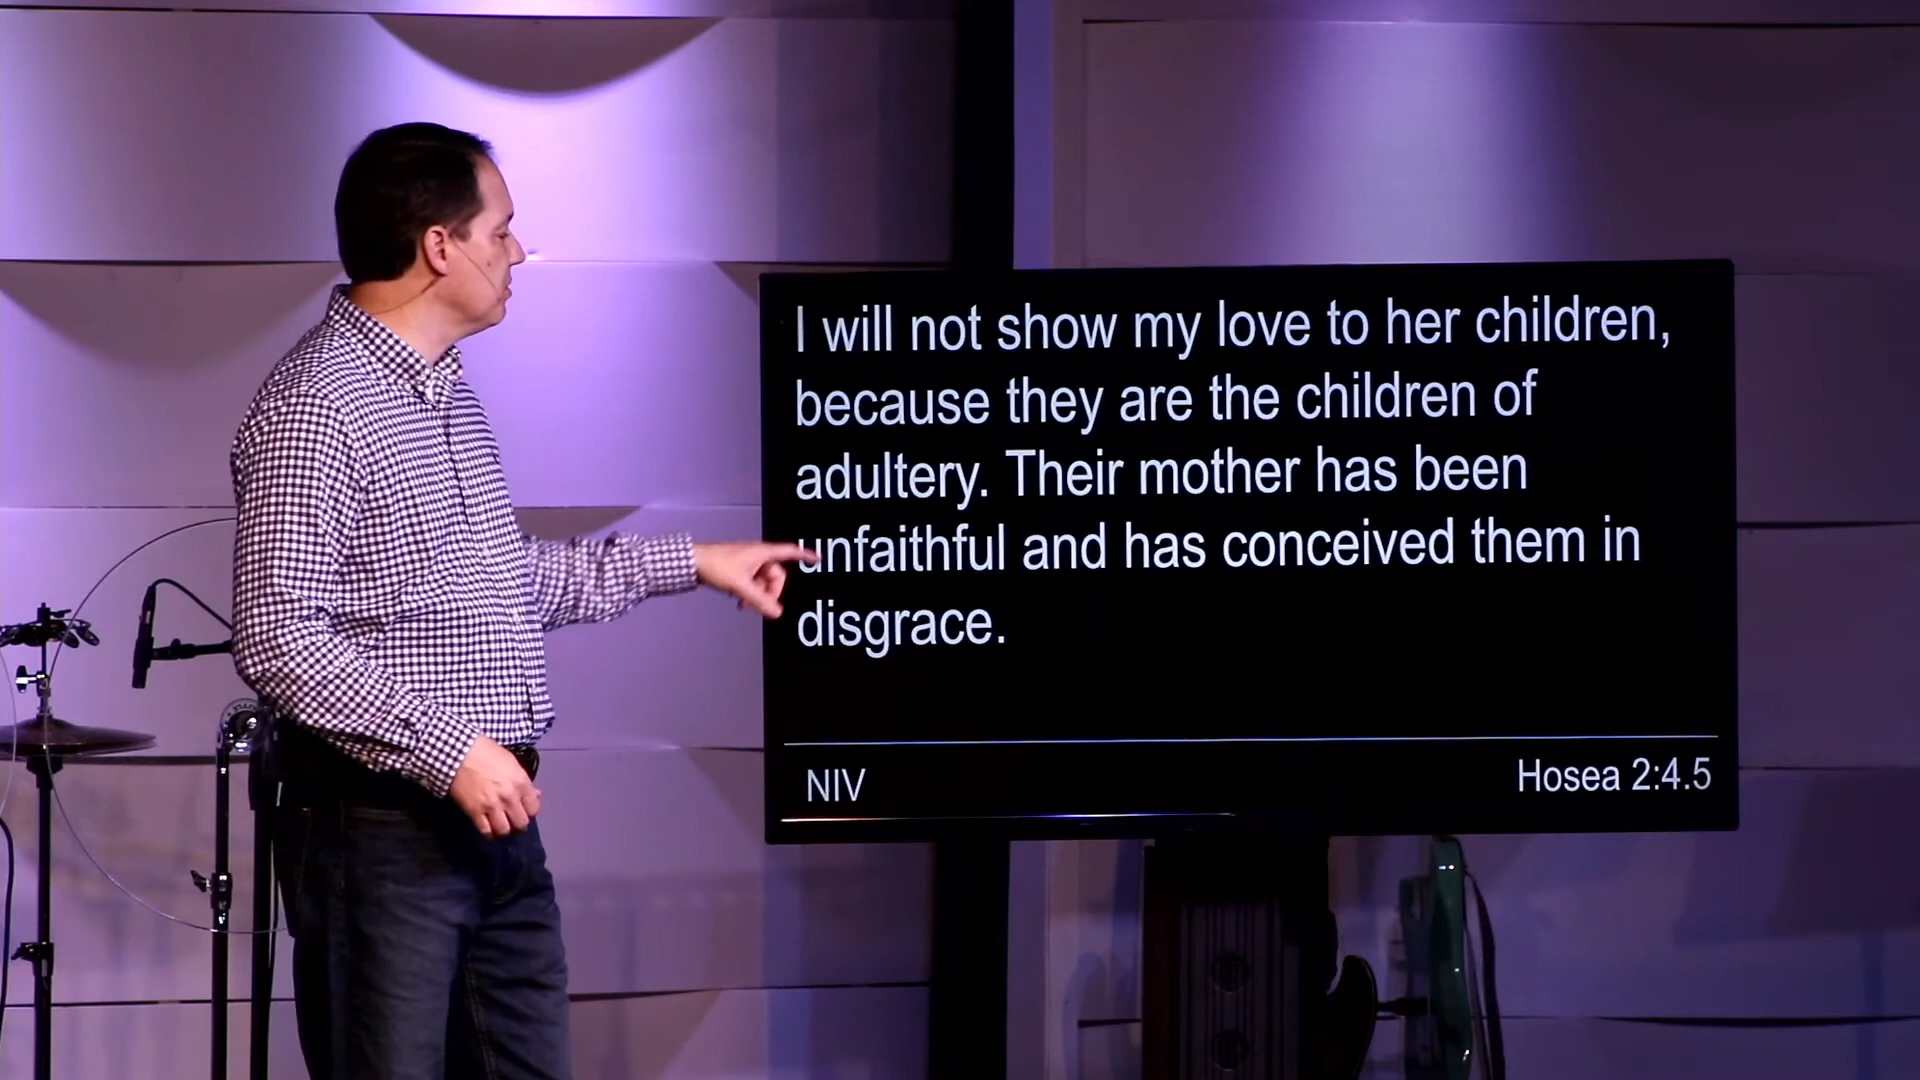 I will not show my love to her children,
because they are the children of
adultery. Their mother has been
unfaithful and has conceived them in
disgrace.
NIV
Hosea 2:4.5